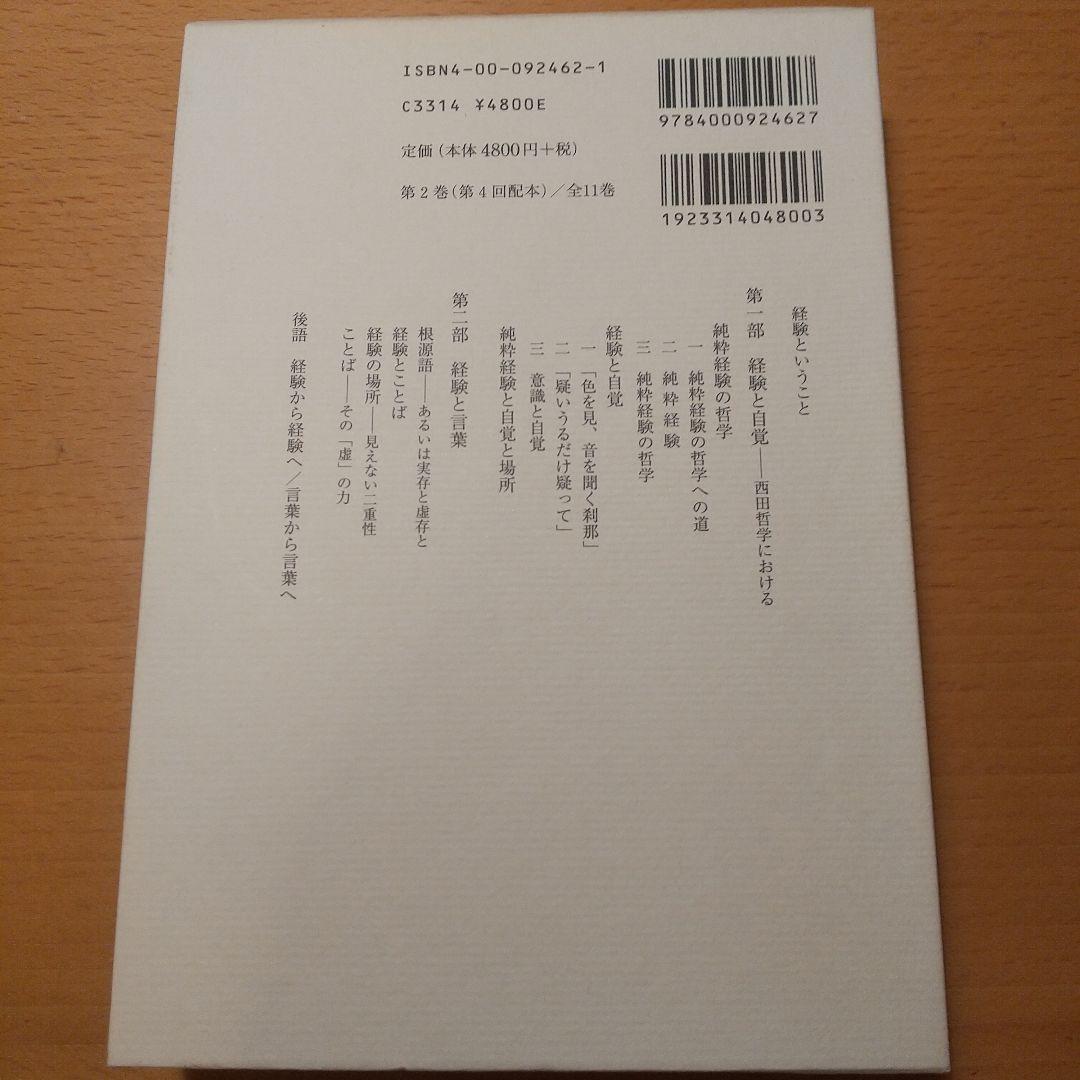 ISBN4-00-092462-1
C3314 ¥4800E
定価(本体4800円+税)
第2巻(第4回配本)/全11巻
9784000924627
1923314048003
経験ということ
第一部 経験と自覚――西田哲学における
純粋経験の哲学
一 純粋経験の哲学への道
二 純粋経験
三 純粋経験の哲学
経験と自覚
一 「色を見、音を聞く刹那」
二 「疑いうるだけ疑って」
三 意識と自覚
純粋経験と自覚と場所
第二部 経験と言葉
根源語――あるいは実存と虚存と
経験とことば
経験の場所――見えない二重性
ことば――その「虚」の力
後語 経験から経験へ/言葉から言葉へ